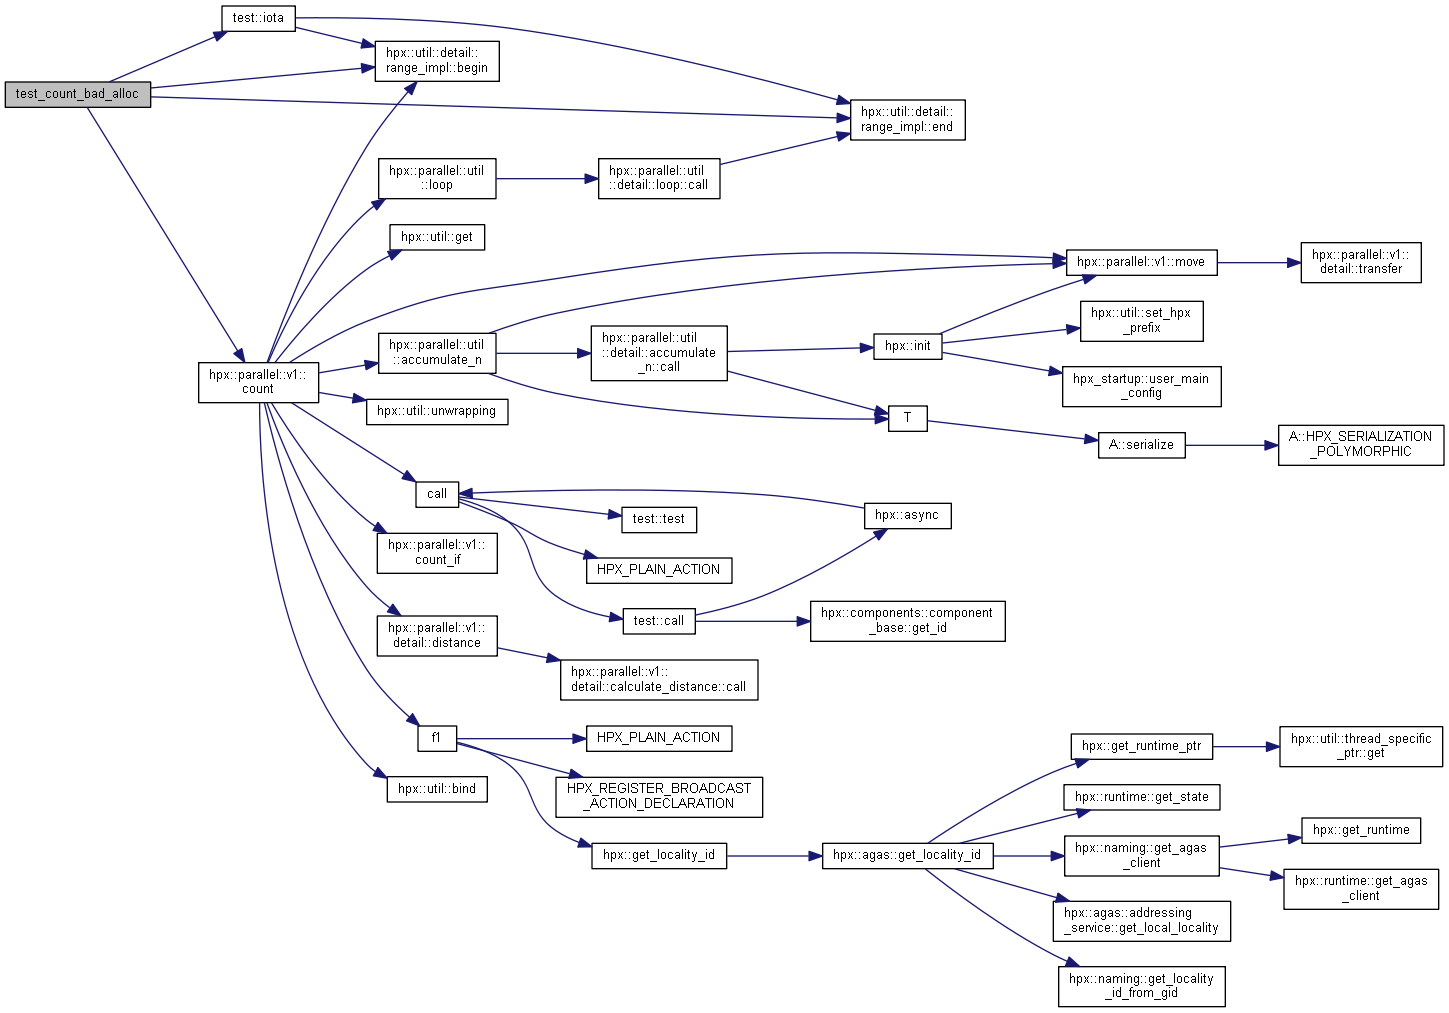 test::iota
hpx::util::detail::
range_impl::begin
test_count_bad_alloc
hpx::util::detail::
range_impl::end
hpx::parallel::util
::loop
hpx::parallel::util
::detail::loop::call
hpx::util::get
hpx::parallel::v1::move
hpx::parallel::v1::
detail::transfer
hpx::util::set_hpx
_prefix
hpx::parallel::util
::accumulate_n
hpx::parallel::util
::detail::accumulate
_n::call
hpx::init
hpx_startup::user_main
_config
hpx::parallel::v1::
count
hpx::util::unwrapping
T
A::serialize
A::HPX_SERIALIZATION
_POLYMORPHIC
call
test::test
hpx::async
hpx::parallel::v1::
count_if
HPX_PLAIN_ACTION
test::call
hpx::components::component
_base::get_id
hpx::parallel::v1::
detail::distance
hpx::parallel::v1::
detail::calculate_distance::call
f1
HPX_PLAIN_ACTION
hpx::util::bind
HPX_REGISTER_BROADCAST
_ACTION_DECLARATION
hpx::get_runtime_ptr
hpx::util::thread_specific
_ptr::get
hpx::runtime::get_state
hpx::get_locality_id
hpx::agas::get_locality_id
hpx::naming::get_agas
_client
hpx::get_runtime
hpx::runtime::get_agas
_client
hpx::agas::addressing
_service::get_local_locality
hpx::naming::get_locality
_id_from_gid